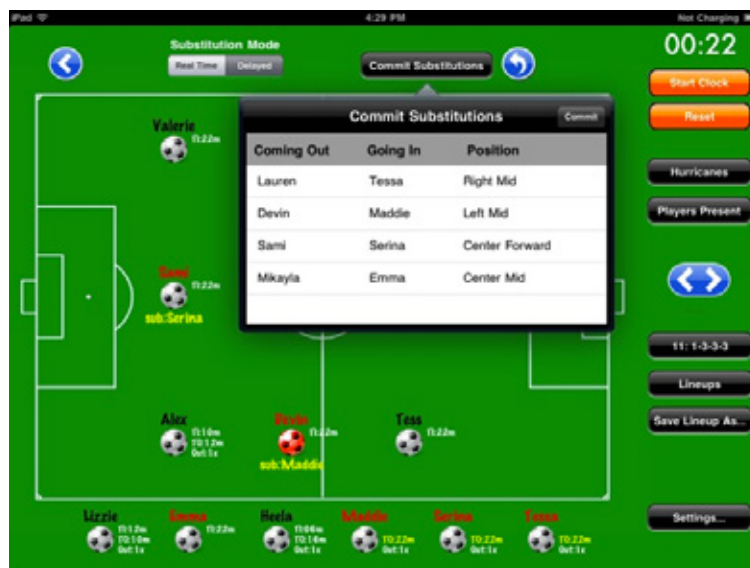 iPad
4:29 PM
Not Charging
Substitution Mode
Real Time Delayed
Commit Substitutions
00:22
Start Clock
Reset
Hurricanes
Players Present
11: 1-3-3-3
Lineups
Save Lineup As...
Settings...
Commit Substitutions
Commit
Coming Out Going In Position
Lauren Tessa Right Mid
Devin Maddie Left Mid
Sami Serina Center Forward
Mikayla Emma Center Mid
Valerie
Sami
sub:Serina
Alex
Devin
sub:Maddie
Tess
Lizzie
Emma
Maddie
Serina
Tessa